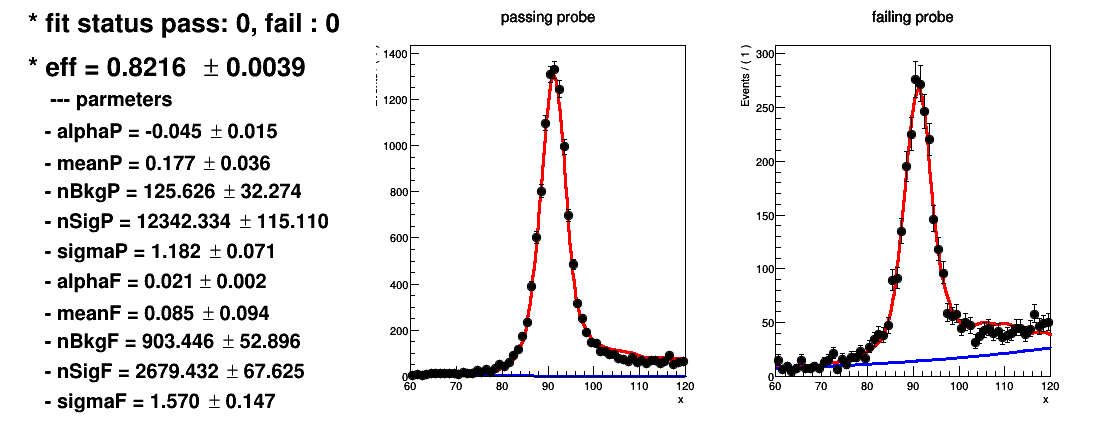 * fit status pass: 0, fail : 0
* eff = 0.8216 ± 0.0039
--- parmeters
- alphaP = -0.045 ± 0.015
- meanP = 0.177 ± 0.036
- nBkgP = 125.626 ± 32.274
- nSigP = 12342.334 ± 115.110
- sigmaP = 1.182 ± 0.071
- alphaF = 0.021 ± 0.002
- meanF = 0.085 ± 0.094
- nBkgF = 903.446 ± 52.896
- nSigF = 2679.432 ± 67.625
- sigmaF = 1.570 ± 0.147
passing probe
1400
1200
1000
800
600
400
200
0
60 70 80 90 100 110 120
x
failing probe
Events / ( 1 )
300
250
200
150
100
50
0
60 70 80 90 100 110 120
x